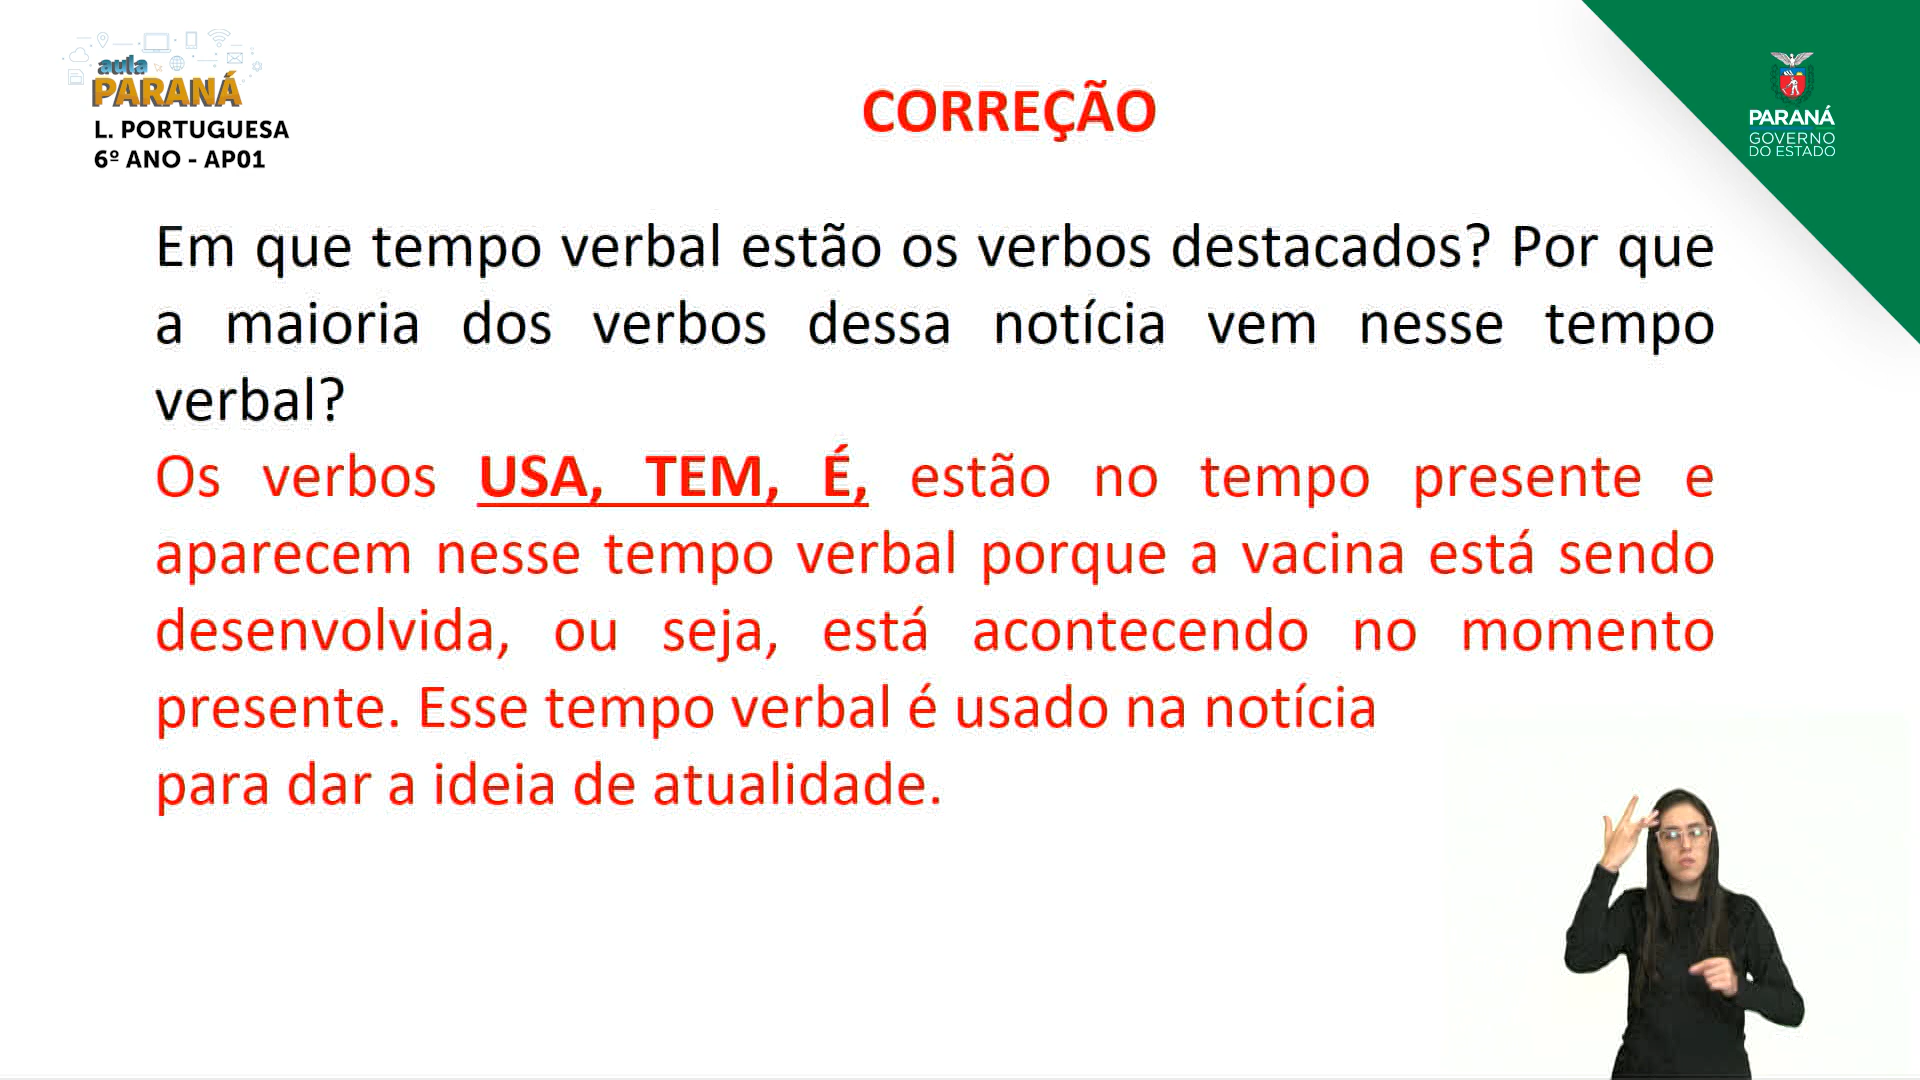 aula
PARANÁ
L. PORTUGUESA
6º ANO - AP01
CORREÇÃO
PARANÁ
GOVERNO
DO ESTADO
Em que tempo verbal estão os verbos destacados? Por que
a maioria dos verbos dessa notícia vem nesse tempo
verbal?
Os verbos USA, TEM, É, estão no tempo presente e
aparecem nesse tempo verbal porque a vacina está sendo
desenvolvida, ou seja, está acontecendo no momento
presente. Esse tempo verbal é usado na notícia
para dar a ideia de atualidade.